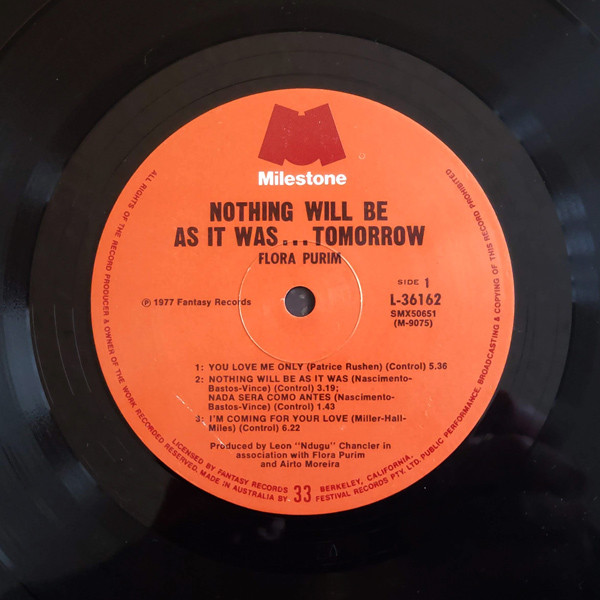 Milestone
NOTHING WILL BE
AS IT WAS...TOMORROW
FLORA PURIM
SIDE 1
℗ 1977 Fantasy Records
L-36162
SMX50651
(M-9075)
1: YOU LOVE ME ONLY (Patrice Rushen) (Control) 5.36
2: NOTHING WILL BE AS IT WAS (Nascimento-
Bastos-Vince) (Control) 3.19;
NADA SERA COMO ANTES (Nascimento-
Bastos-Vince) (Control) 1.43
3: I'M COMING FOR YOUR LOVE (Miller-Hall-
Miles) (Control) 6.22
Produced by Leon "Ndugu" Chancler in
association with Flora Purim
and Airto Moreira
ALL RIGHTS OF THE RECORD PRODUCER & OWNER OF THE WORK RECORDED RESERVED. MADE IN AUSTRALIA BY
LICENSED BY FANTASY RECORDS
33
BERKELEY, CALIFORNIA.
FESTIVAL RECORDS PTY. LTD. PUBLIC PERFORMANCE, BROADCASTING & COPYING OF THIS RECORD PROHIBITED